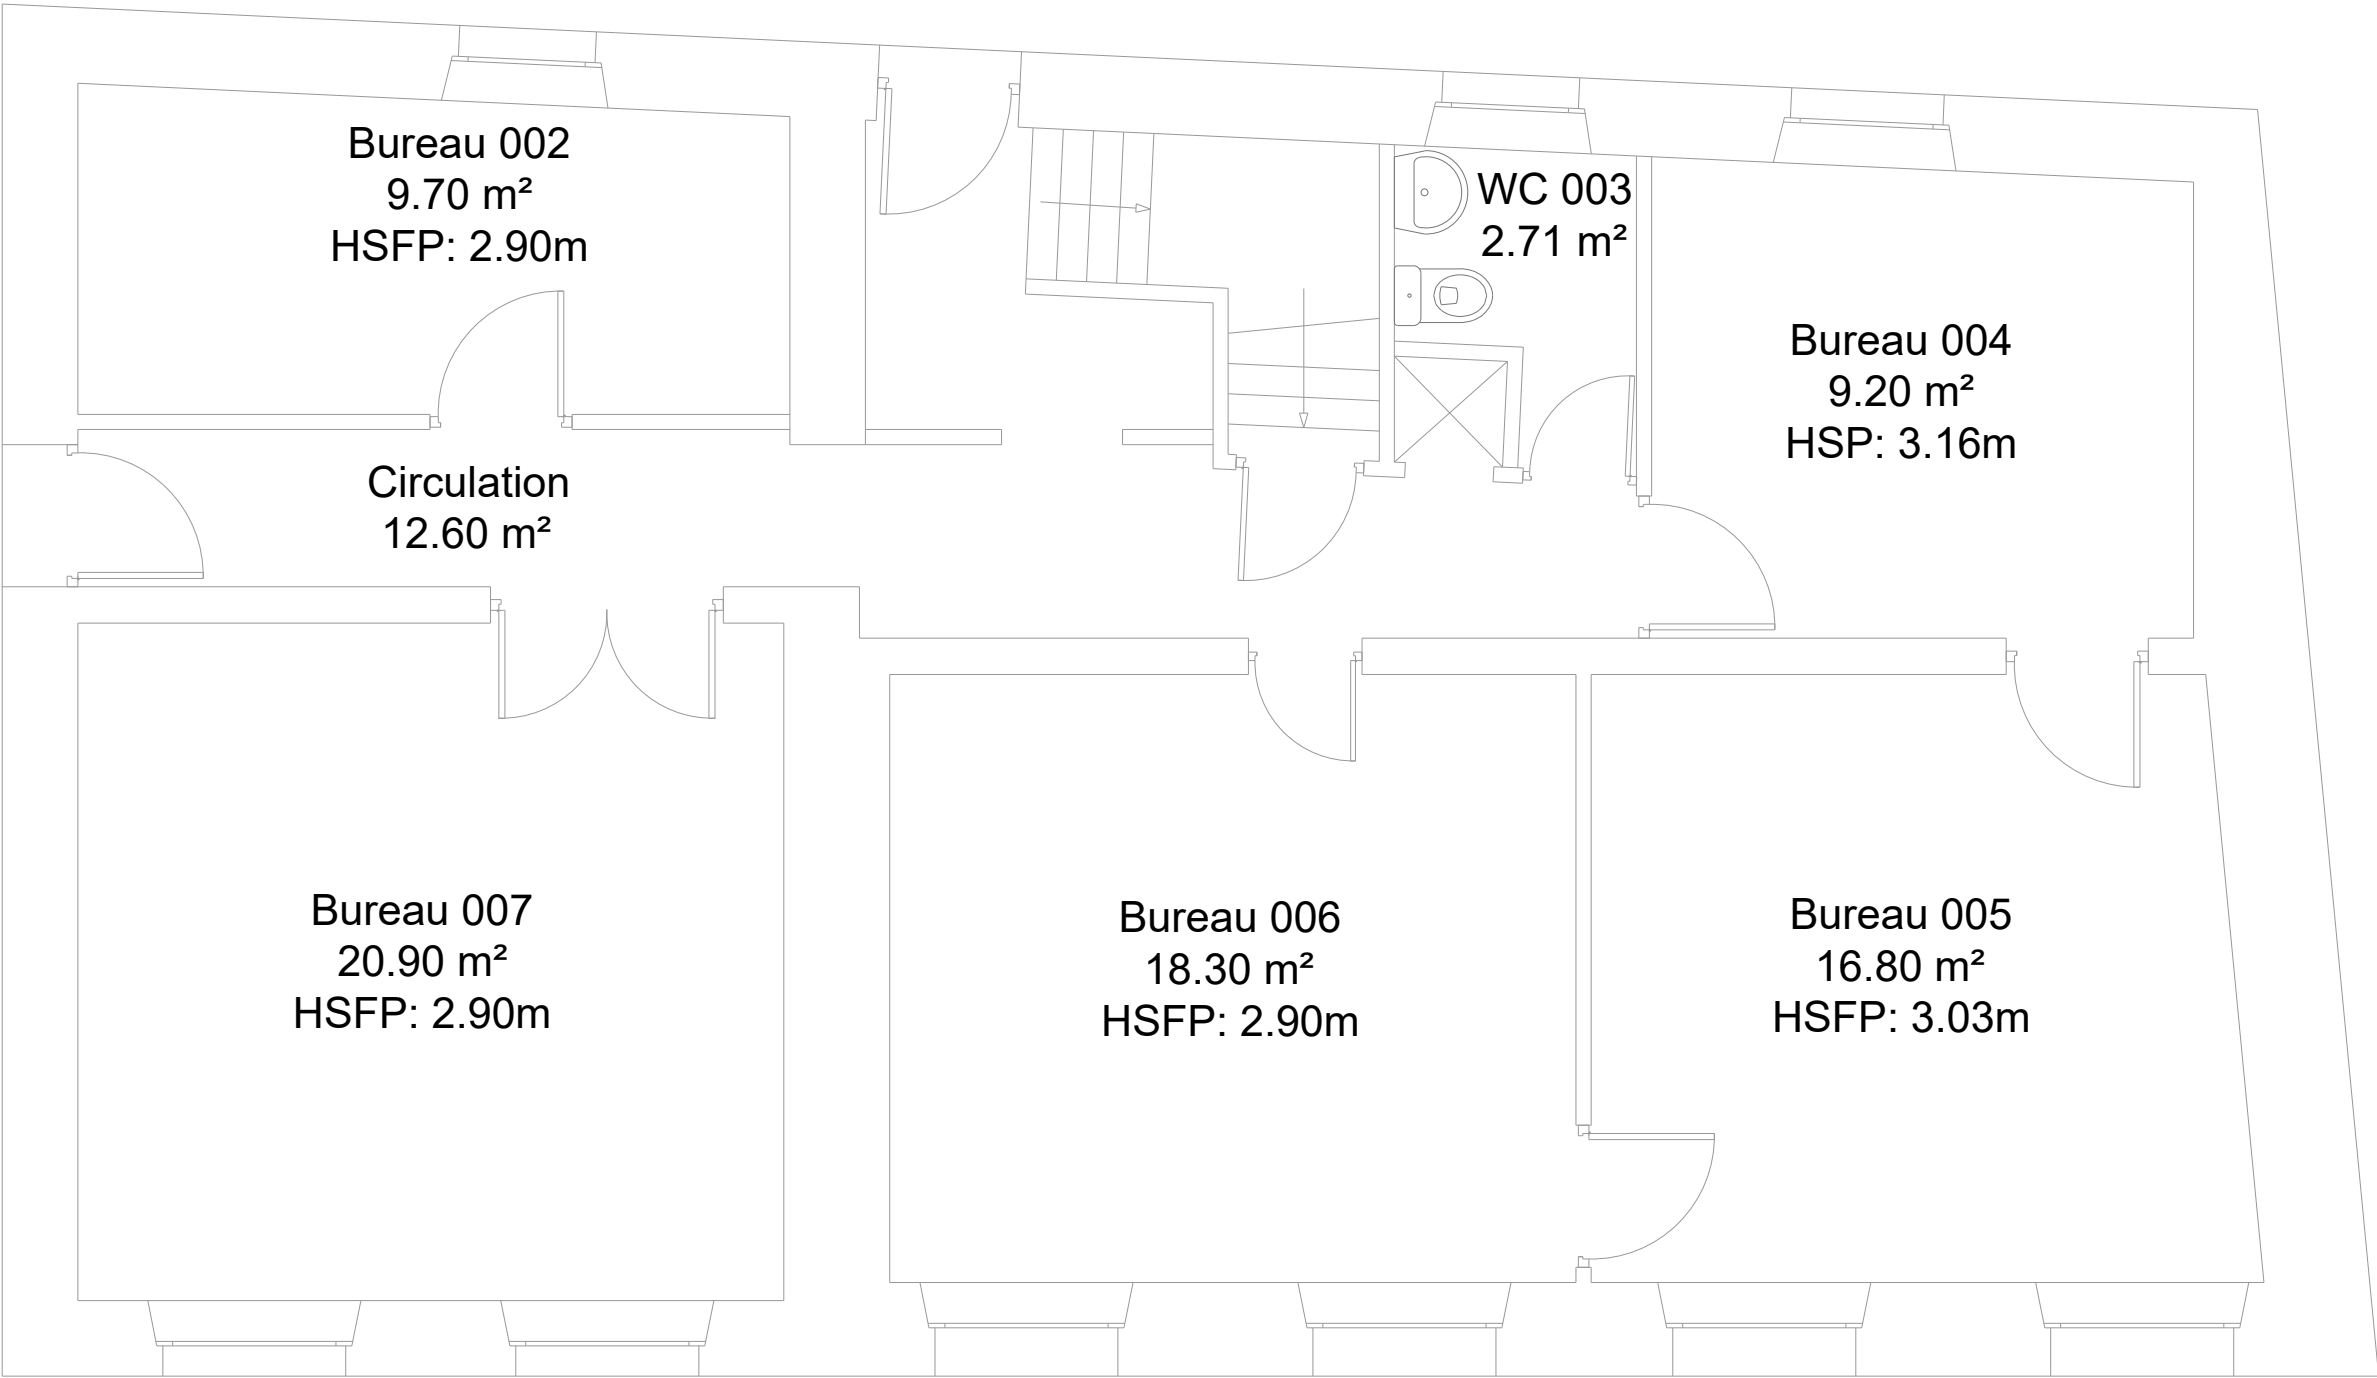 Bureau 002
9.70 m²
HSFP: 2.90m
WC 003
2.71 m²
Bureau 004
9.20 m²
HSP: 3.16m
Circulation
12.60 m²
Bureau 007
20.90 m²
HSFP: 2.90m
Bureau 006
18.30 m²
HSFP: 2.90m
Bureau 005
16.80 m²
HSFP: 3.03m